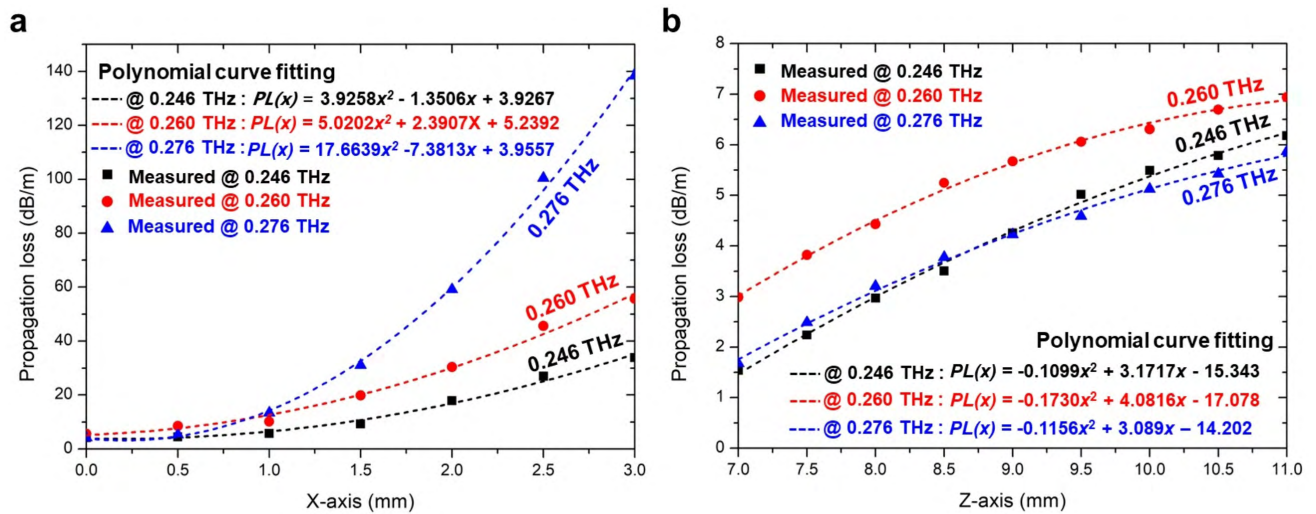 a
Propagation loss (dB/m)
140
120
100
80
60
40
20
0
Polynomial curve fitting
@ 0.246 THz : PL(x) = 3.9258x² - 1.3506x + 3.9267
@ 0.260 THz : PL(x) = 5.0202x² + 2.3907X + 5.2392
@ 0.276 THz : PL(x) = 17.6639x² -7.3813x + 3.9557
Measured @ 0.246 THz
Measured @ 0.260 THz
Measured @ 0.276 THz
0.276 THz
0.260 THz
0.246 THz
0.0 0.5 1.0 1.5 2.0 2.5 3.0
X-axis (mm)
b
Propagation loss (dB/m)
8
7
6
5
4
3
2
1
0
Measured @ 0.246 THz
Measured @ 0.260 THz
Measured @ 0.276 THz
0.260 THz
0.246 THz
0.276 THz
Polynomial curve fitting
@ 0.246 THz : PL(x) = -0.1099x² + 3.1717x - 15.343
@ 0.260 THz : PL(x) = -0.1730x² + 4.0816x - 17.078
@ 0.276 THz : PL(x) = -0.1156x² + 3.089x – 14.202
7.0 7.5 8.0 8.5 9.0 9.5 10.0 10.5 11.0
Z-axis (mm)